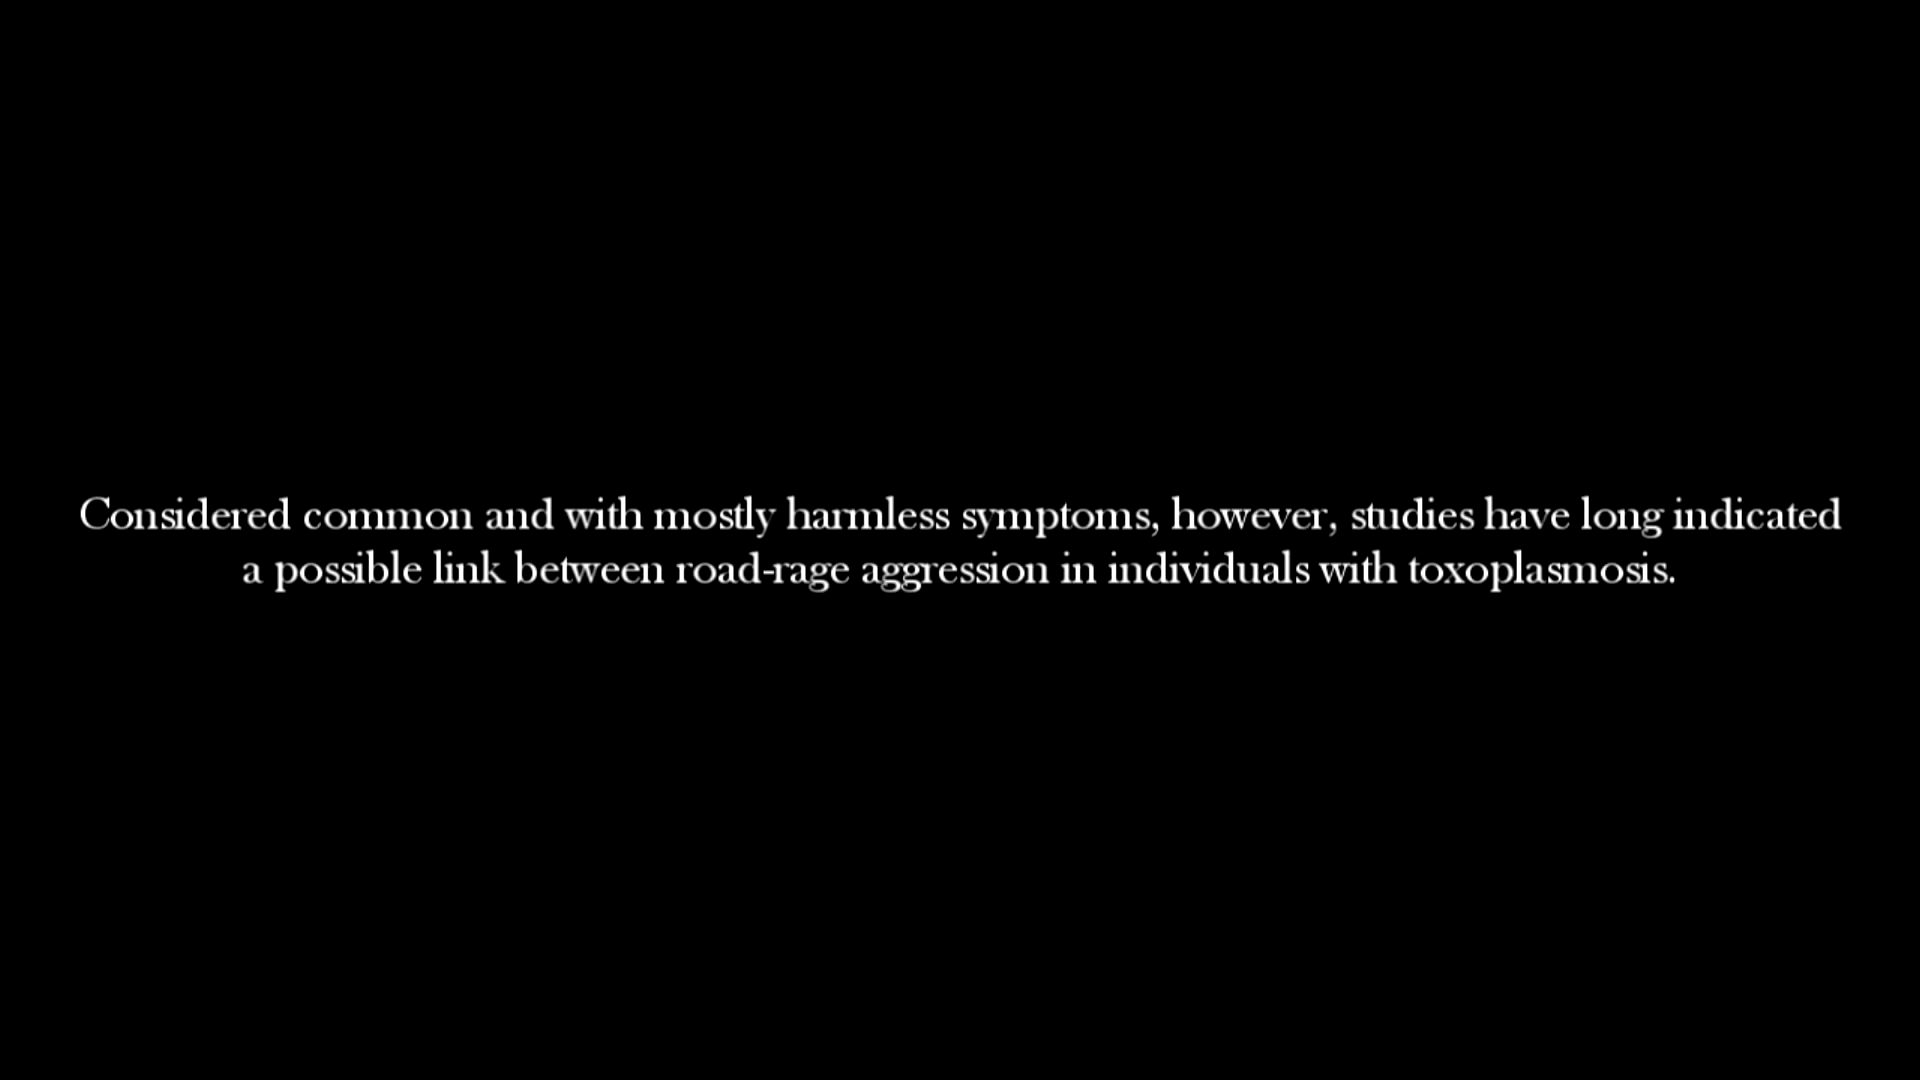 Considered common and with mostly harmless symptoms, however, studies have long indicated
a possible link between road-rage aggression in individuals with toxoplasmosis.